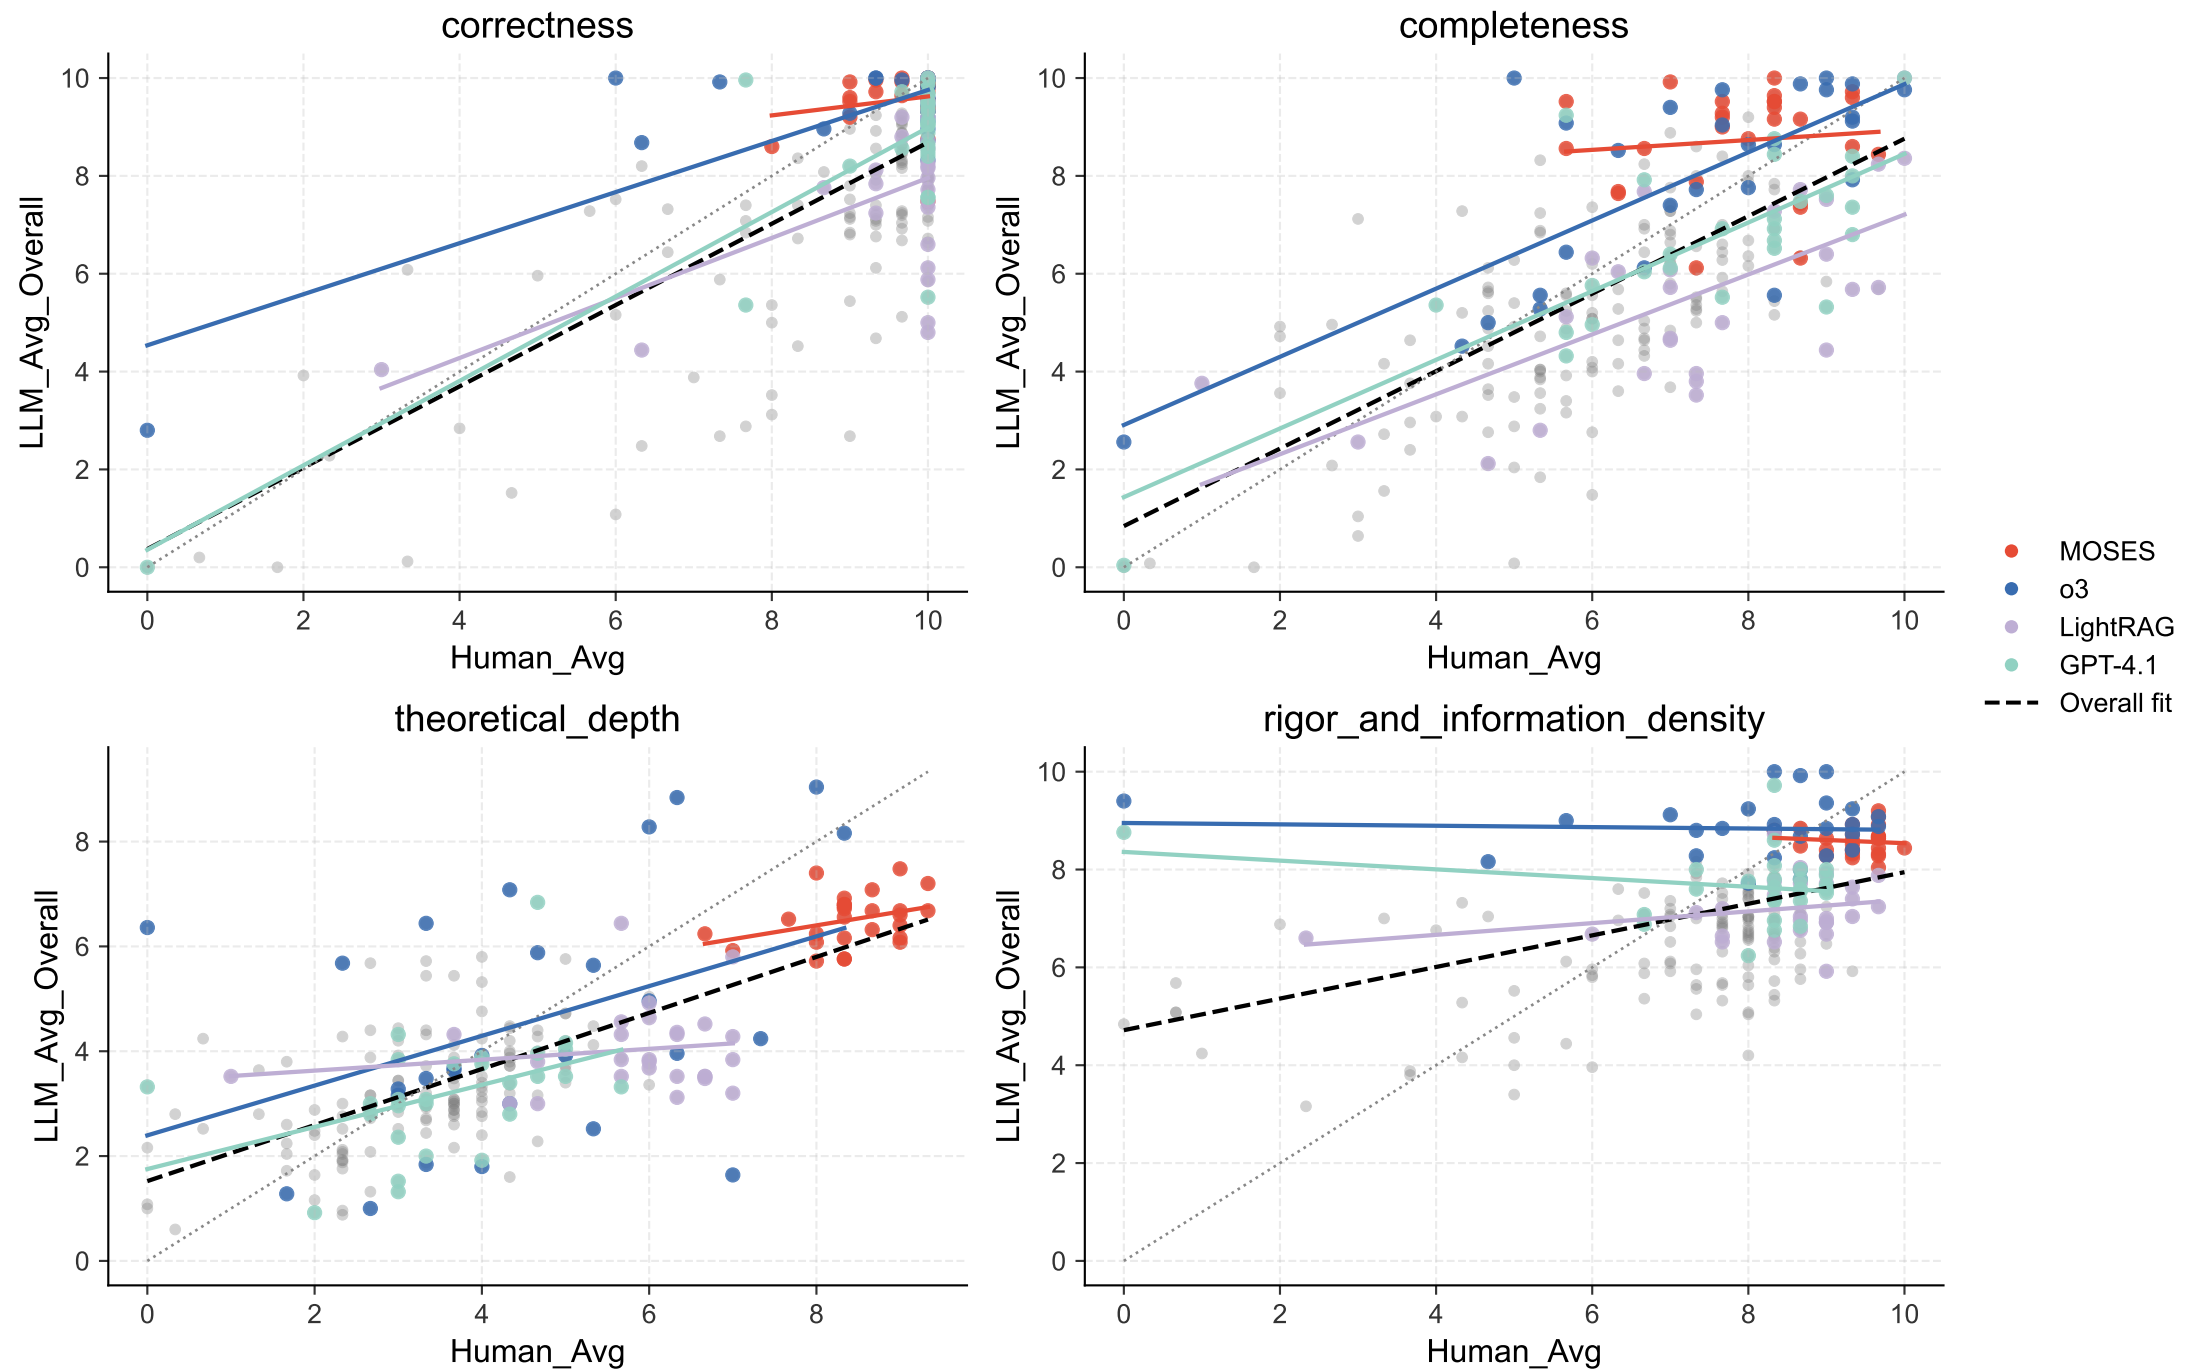 correctness
10
8
6
4
2
0
0 2 4 6 8 10
LLM_Avg_Overall
Human_Avg
completeness
10
8
6
4
2
0
0 2 4 6 8 10
LLM_Avg_Overall
Human_Avg
MOSES
o3
LightRAG
GPT-4.1
Overall fit
theoretical_depth
8
6
4
2
0
0 2 4 6 8
LLM_Avg_Overall
Human_Avg
rigor_and_information_density
10
8
6
4
2
0
0 2 4 6 8 10
LLM_Avg_Overall
Human_Avg